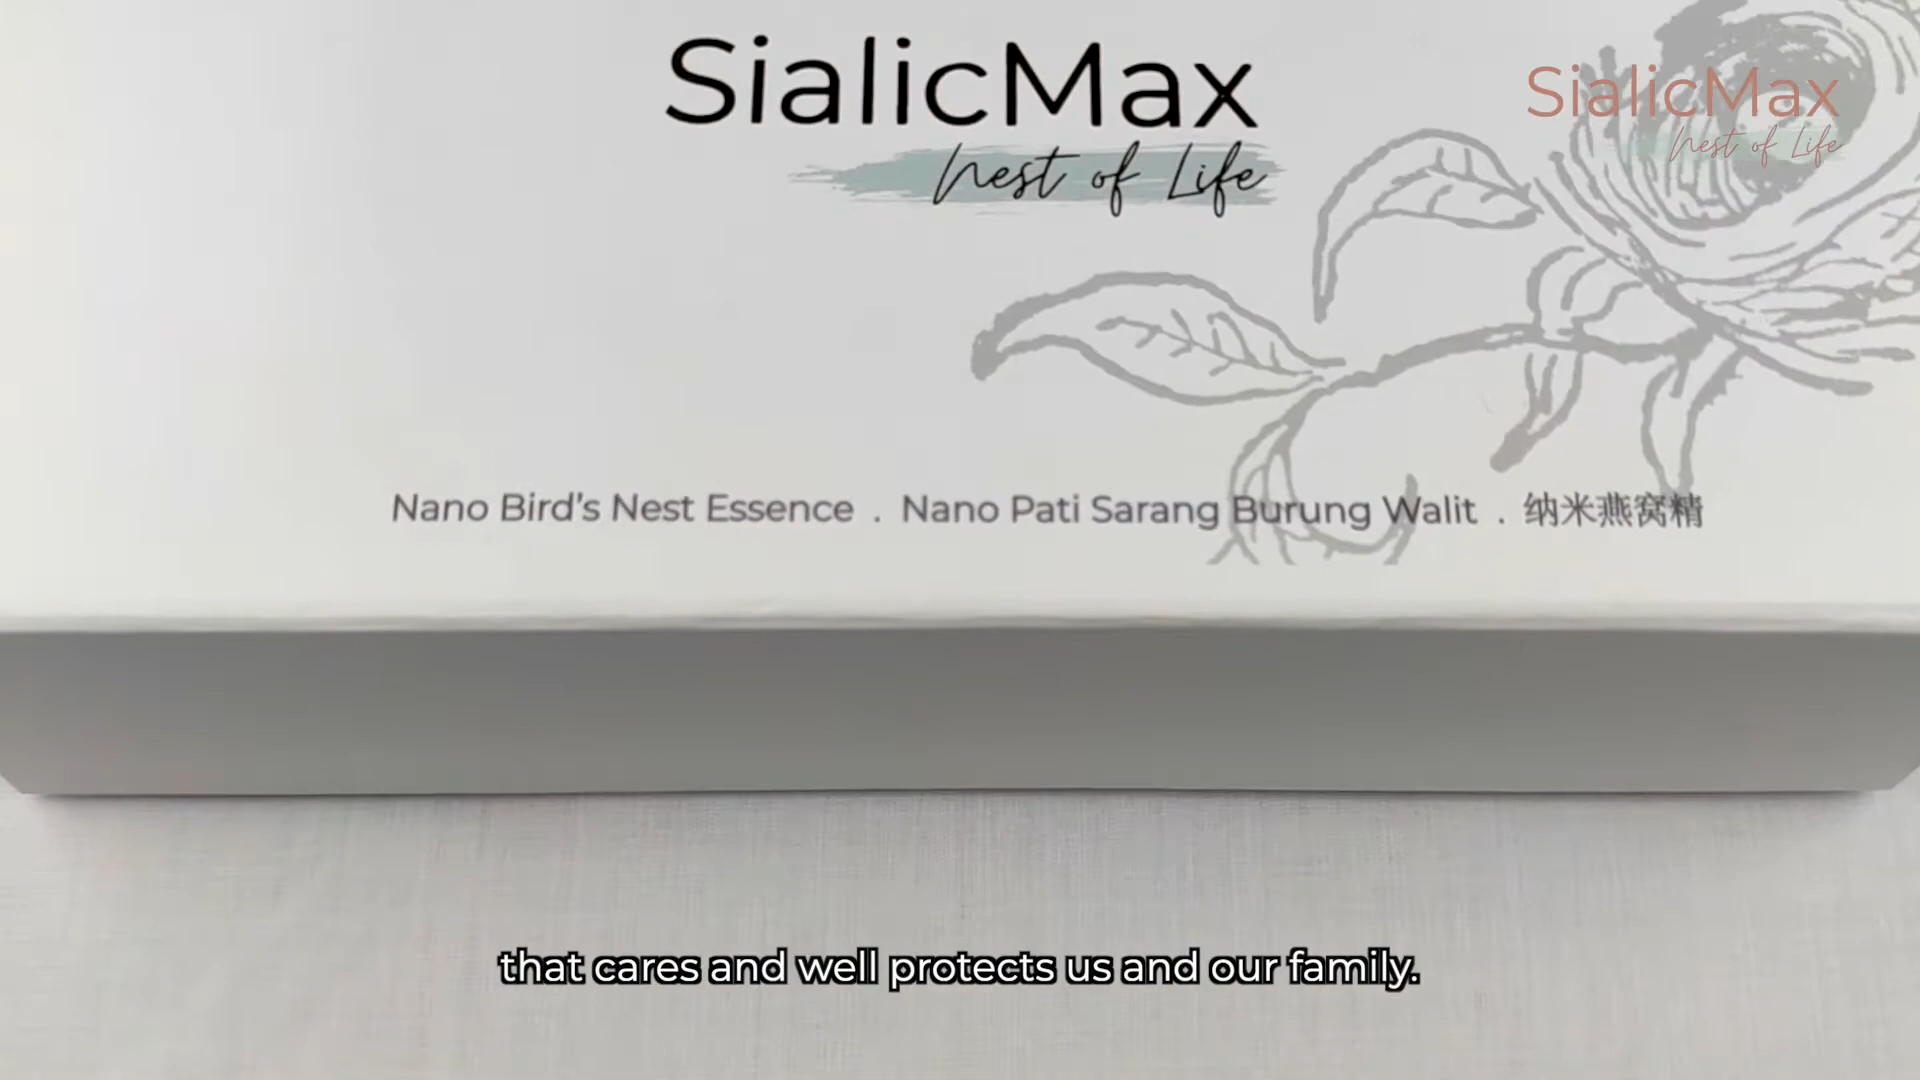 SialicMax
Nest of Life
SialicMax
Nest of Life
Nano Bird's Nest Essence . Nano Pati Sarang Burung Walit . 纳米燕窝精
that cares and well protects us and our family.